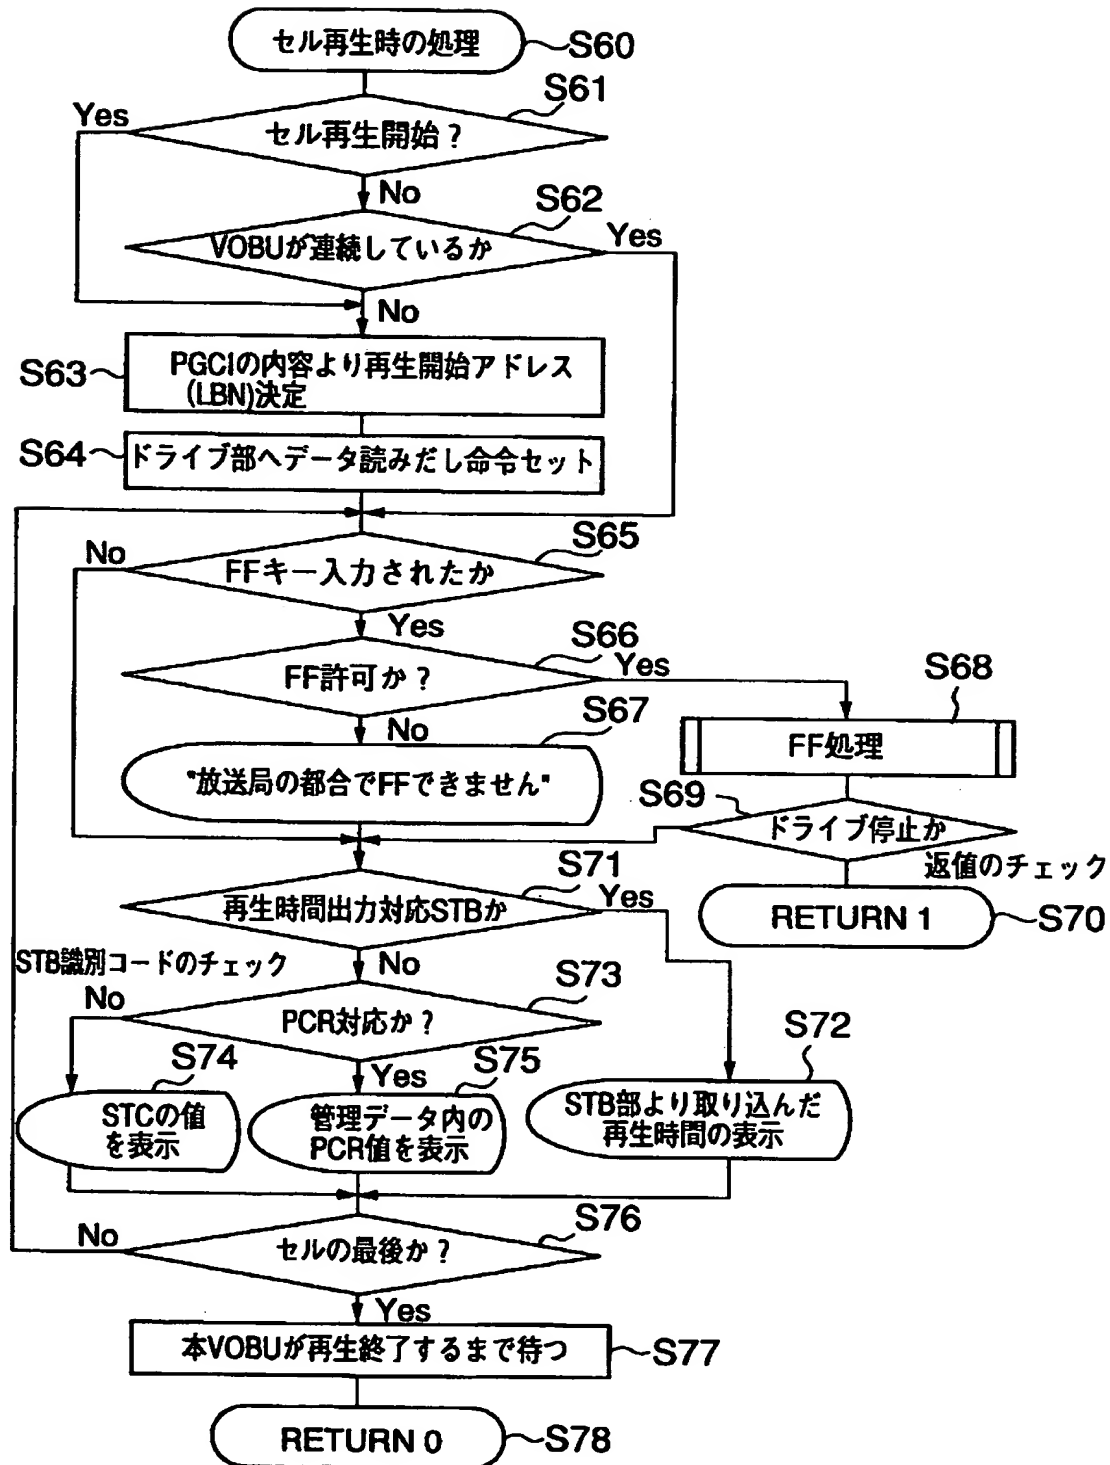 セル再生時の処理
S60
S61
Yes
セル再生開始？
No
S62
VOBUが連続しているか
Yes
No
S63
PGCIの内容より再生開始アドレス
(LBN)決定
S64
ドライブ部へデータ読みだし命令セット
S65
No
FFキー入力されたか
Yes
S66
FF許可か？
Yes
S68
No
S67
FF処理
"放送局の都合でFFできません"
S69
ドライブ停止か
返値のチェック
S71
再生時間出力対応STBか
Yes
RETURN 1
S70
STB識別コードのチェック
No
S73
No
PCR対応か？
S72
S74
Yes
S75
STCの値
を表示
管理データ内の
PCR値を表示
STB部より取り込んだ
再生時間の表示
S76
No
セルの最後か？
Yes
本VOBUが再生終了するまで待つ
S77
RETURN 0
S78